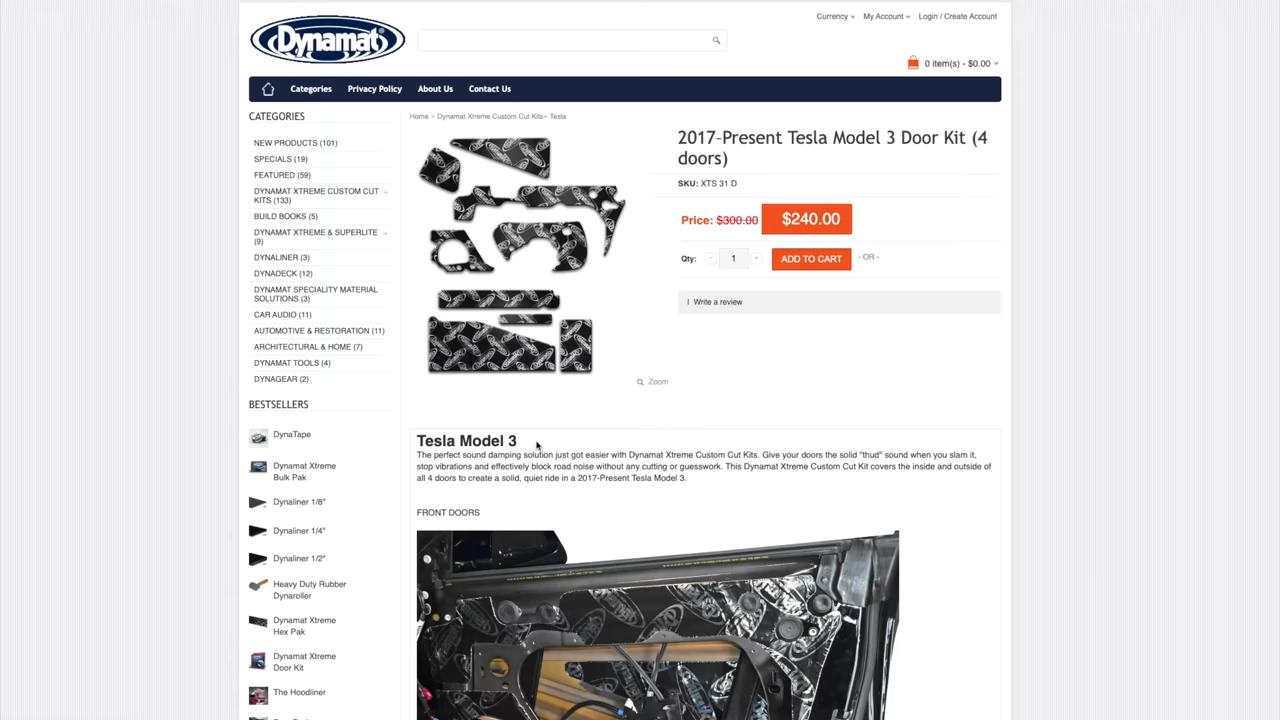 Currency
My Account
Login / Create Account
Dynamat
0 item(s) - $0.00
Categories
Privacy Policy
About Us
Contact Us
CATEGORIES
NEW PRODUCTS (101)
SPECIALS (19)
FEATURED (59)
DYNAMAT XTREME CUSTOM CUT
KITS (133)
BUILD BOOKS (5)
DYNAMAT XTREME & SUPERLITE
(9)
DYNALINER (3)
DYNADECK (12)
DYNAMAT SPECIALITY MATERIAL
SOLUTIONS (3)
CAR AUDIO (11)
AUTOMOTIVE & RESTORATION (11)
ARCHITECTURAL & HOME (7)
DYNAMAT TOOLS (4)
DYNAGEAR (2)
BESTSELLERS
DynaTape
Dynamat Xtreme
Bulk Pak
Dynaliner 1/8"
Dynaliner 1/4"
Dynaliner 1/2"
Heavy Duty Rubber
Dynaroller
Dynamat Xtreme
Hex Pak
Dynamat Xtreme
Door Kit
The Hoodliner
Home » Dynamat Xtreme Custom Cut Kits» Tesla
Zoom
2017-Present Tesla Model 3 Door Kit (4
doors)
SKU: XTS 31 D
Price: $300.00 $240.00
Qty: - 1 + ADD TO CART - OR -
Write a review
Tesla Model 3
The perfect sound damping solution just got easier with Dynamat Xtreme Custom Cut Kits. Give your doors the solid "thud" sound when you slam it,
stop vibrations and effectively block road noise without any cutting or guesswork. This Dynamat Xtreme Custom Cut Kit covers the inside and outside of
all 4 doors to create a solid, quiet ride in a 2017-Present Tesla Model 3.
FRONT DOORS